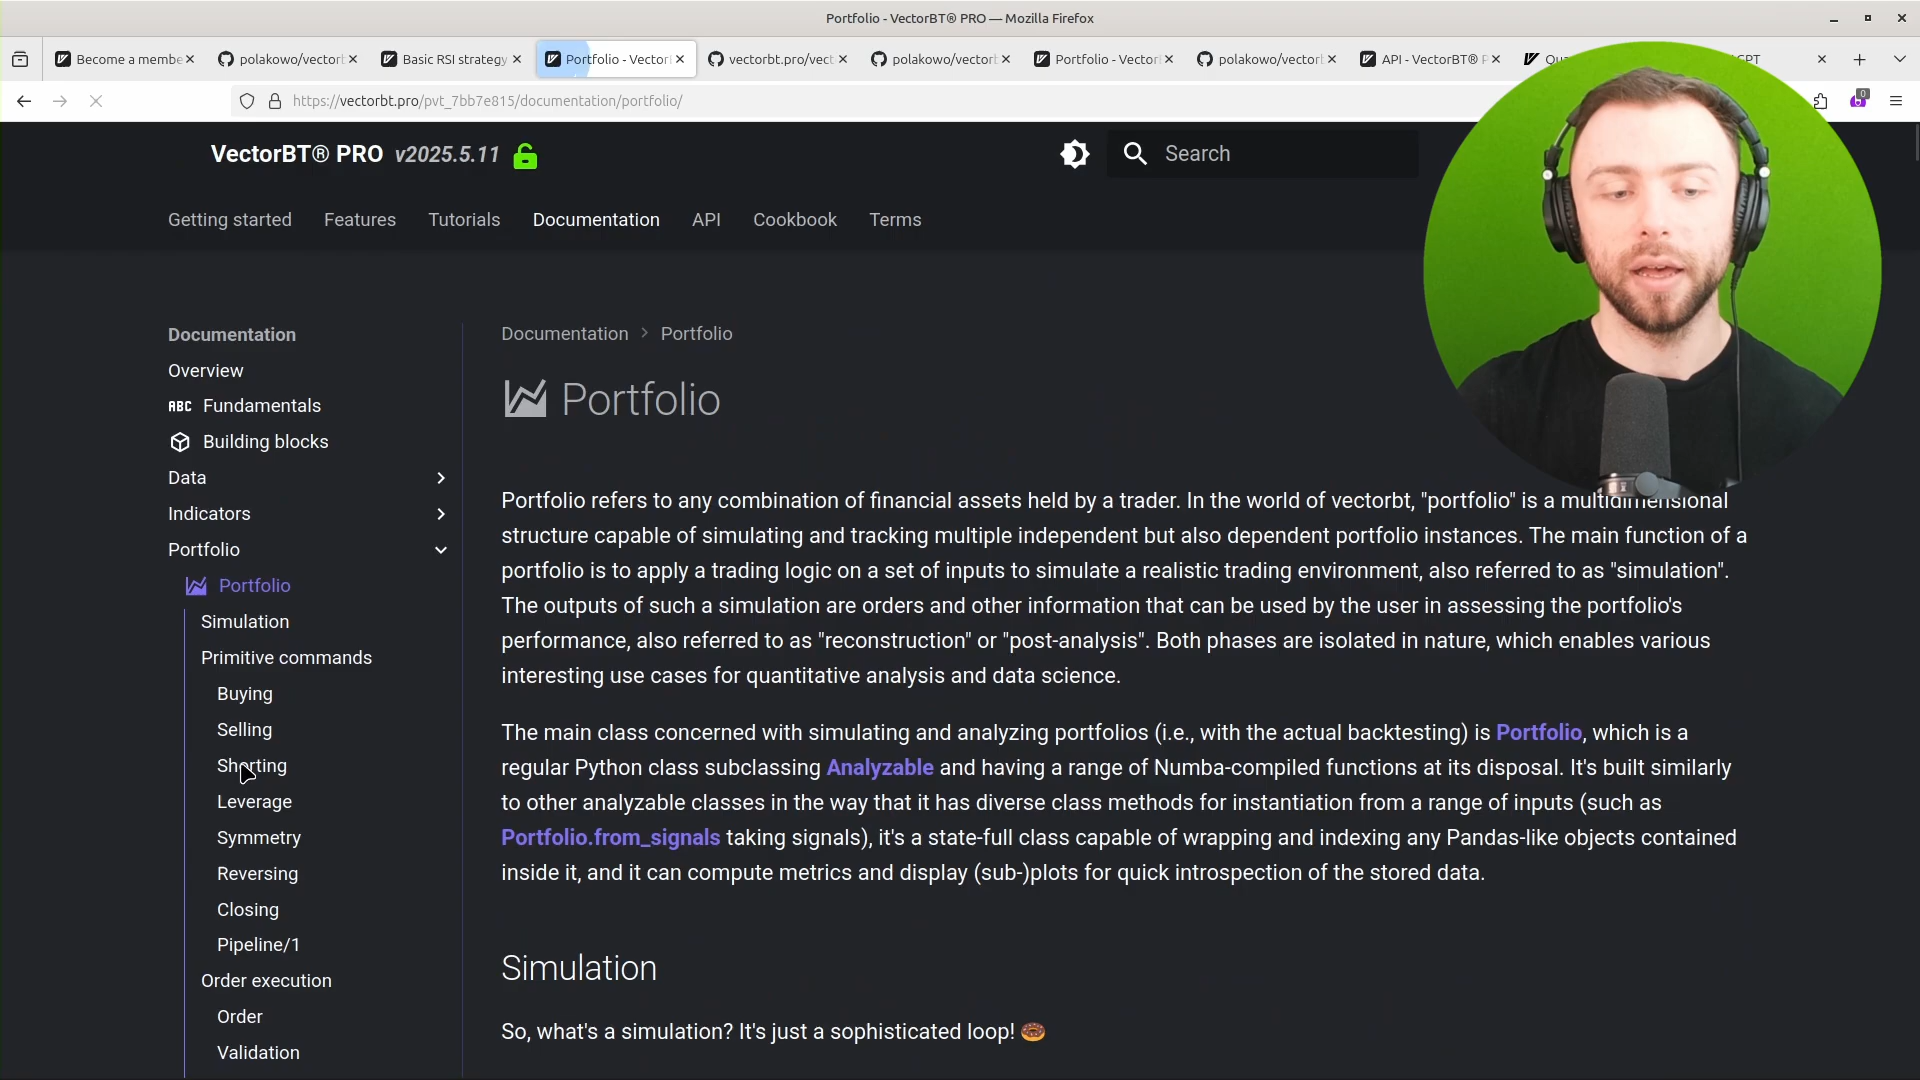 Portfolio - VectorBT® PRO — Mozilla Firefox
Become a membe
polakowo/vectorb
Basic RSI strategy
Portfolio - Vector
vectorbt.pro/vect
polakowo/vectorb
Portfolio - Vector
polakowo/vectorb
API - VectorBT® P
https://vectorbt.pro/pvt_7bb7e815/documentation/portfolio/
0
VectorBT® PRO v2025.5.11
Search
Getting started Features Tutorials Documentation API Cookbook Terms
Documentation
Overview
ABC Fundamentals
Building blocks
Data
Indicators
Portfolio
Portfolio
Simulation
Primitive commands
Buying
Selling
Shorting
Leverage
Symmetry
Reversing
Closing
Pipeline/1
Order execution
Order
Validation
Documentation > Portfolio
Portfolio
Portfolio refers to any combination of financial assets held by a trader. In the world of vectorbt, "portfolio" is a multidimensional
structure capable of simulating and tracking multiple independent but also dependent portfolio instances. The main function of a
portfolio is to apply a trading logic on a set of inputs to simulate a realistic trading environment, also referred to as "simulation".
The outputs of such a simulation are orders and other information that can be used by the user in assessing the portfolio's
performance, also referred to as "reconstruction" or "post-analysis". Both phases are isolated in nature, which enables various
interesting use cases for quantitative analysis and data science.
The main class concerned with simulating and analyzing portfolios (i.e., with the actual backtesting) is Portfolio, which is a
regular Python class subclassing Analyzable and having a range of Numba-compiled functions at its disposal. It's built similarly
to other analyzable classes in the way that it has diverse class methods for instantiation from a range of inputs (such as
Portfolio.from_signals taking signals), it's a state-full class capable of wrapping and indexing any Pandas-like objects contained
inside it, and it can compute metrics and display (sub-)plots for quick introspection of the stored data.
Simulation
So, what's a simulation? It's just a sophisticated loop! 🍩